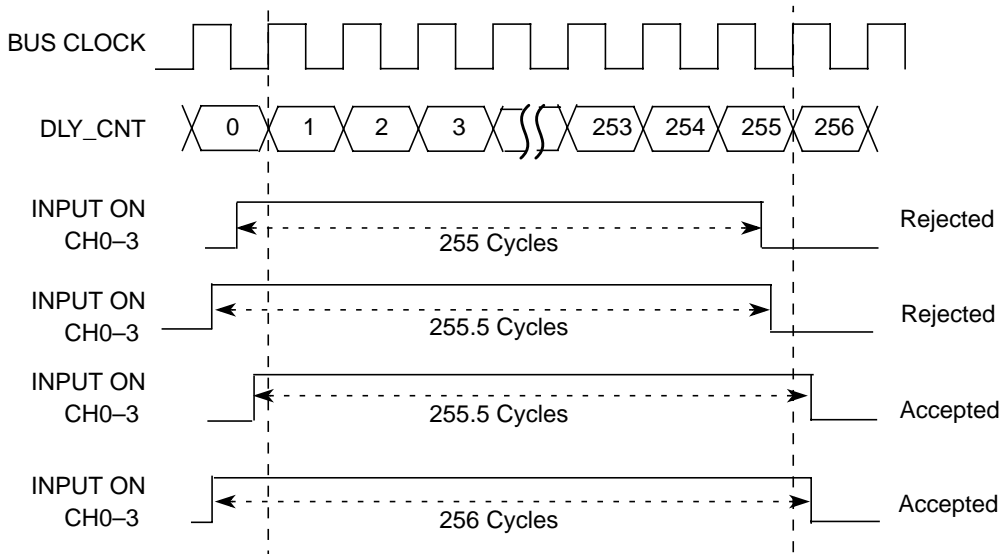 BUS CLOCK
DLY_CNT 0 1 2 3 253 254 255 256
INPUT ON
CH0–3
255 Cycles
Rejected
INPUT ON
CH0–3
255.5 Cycles
Rejected
INPUT ON
CH0–3
255.5 Cycles
Accepted
INPUT ON
CH0–3
256 Cycles
Accepted